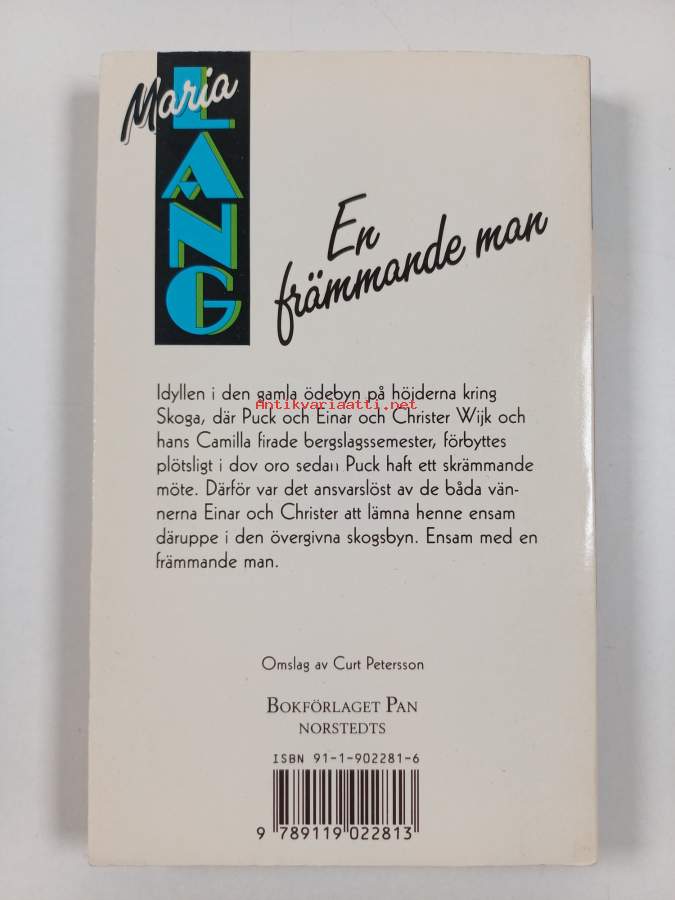 Maria
LANG
En
främmande man
Idyllen i den gamla ödebyn på höjderna kring
Antikvariaatti.net
Skoga, där Puck och Einar och Christer Wijk och
hans Camilla firade bergslagssemester, förbyttes
plötsligt i dov oro sedan Puck haft ett skrämmande
möte. Därför var det ansvarslöst av de båda vän-
nerna Einar och Christer att lämna henne ensam
däruppe i den övergivna skogsbyn. Ensam med en
främmande man.
Omslag av Curt Petersson
BOKFÖRLAGET PAN
NORSTEDTS
ISBN 91-1-902281-6
9 789119 022813